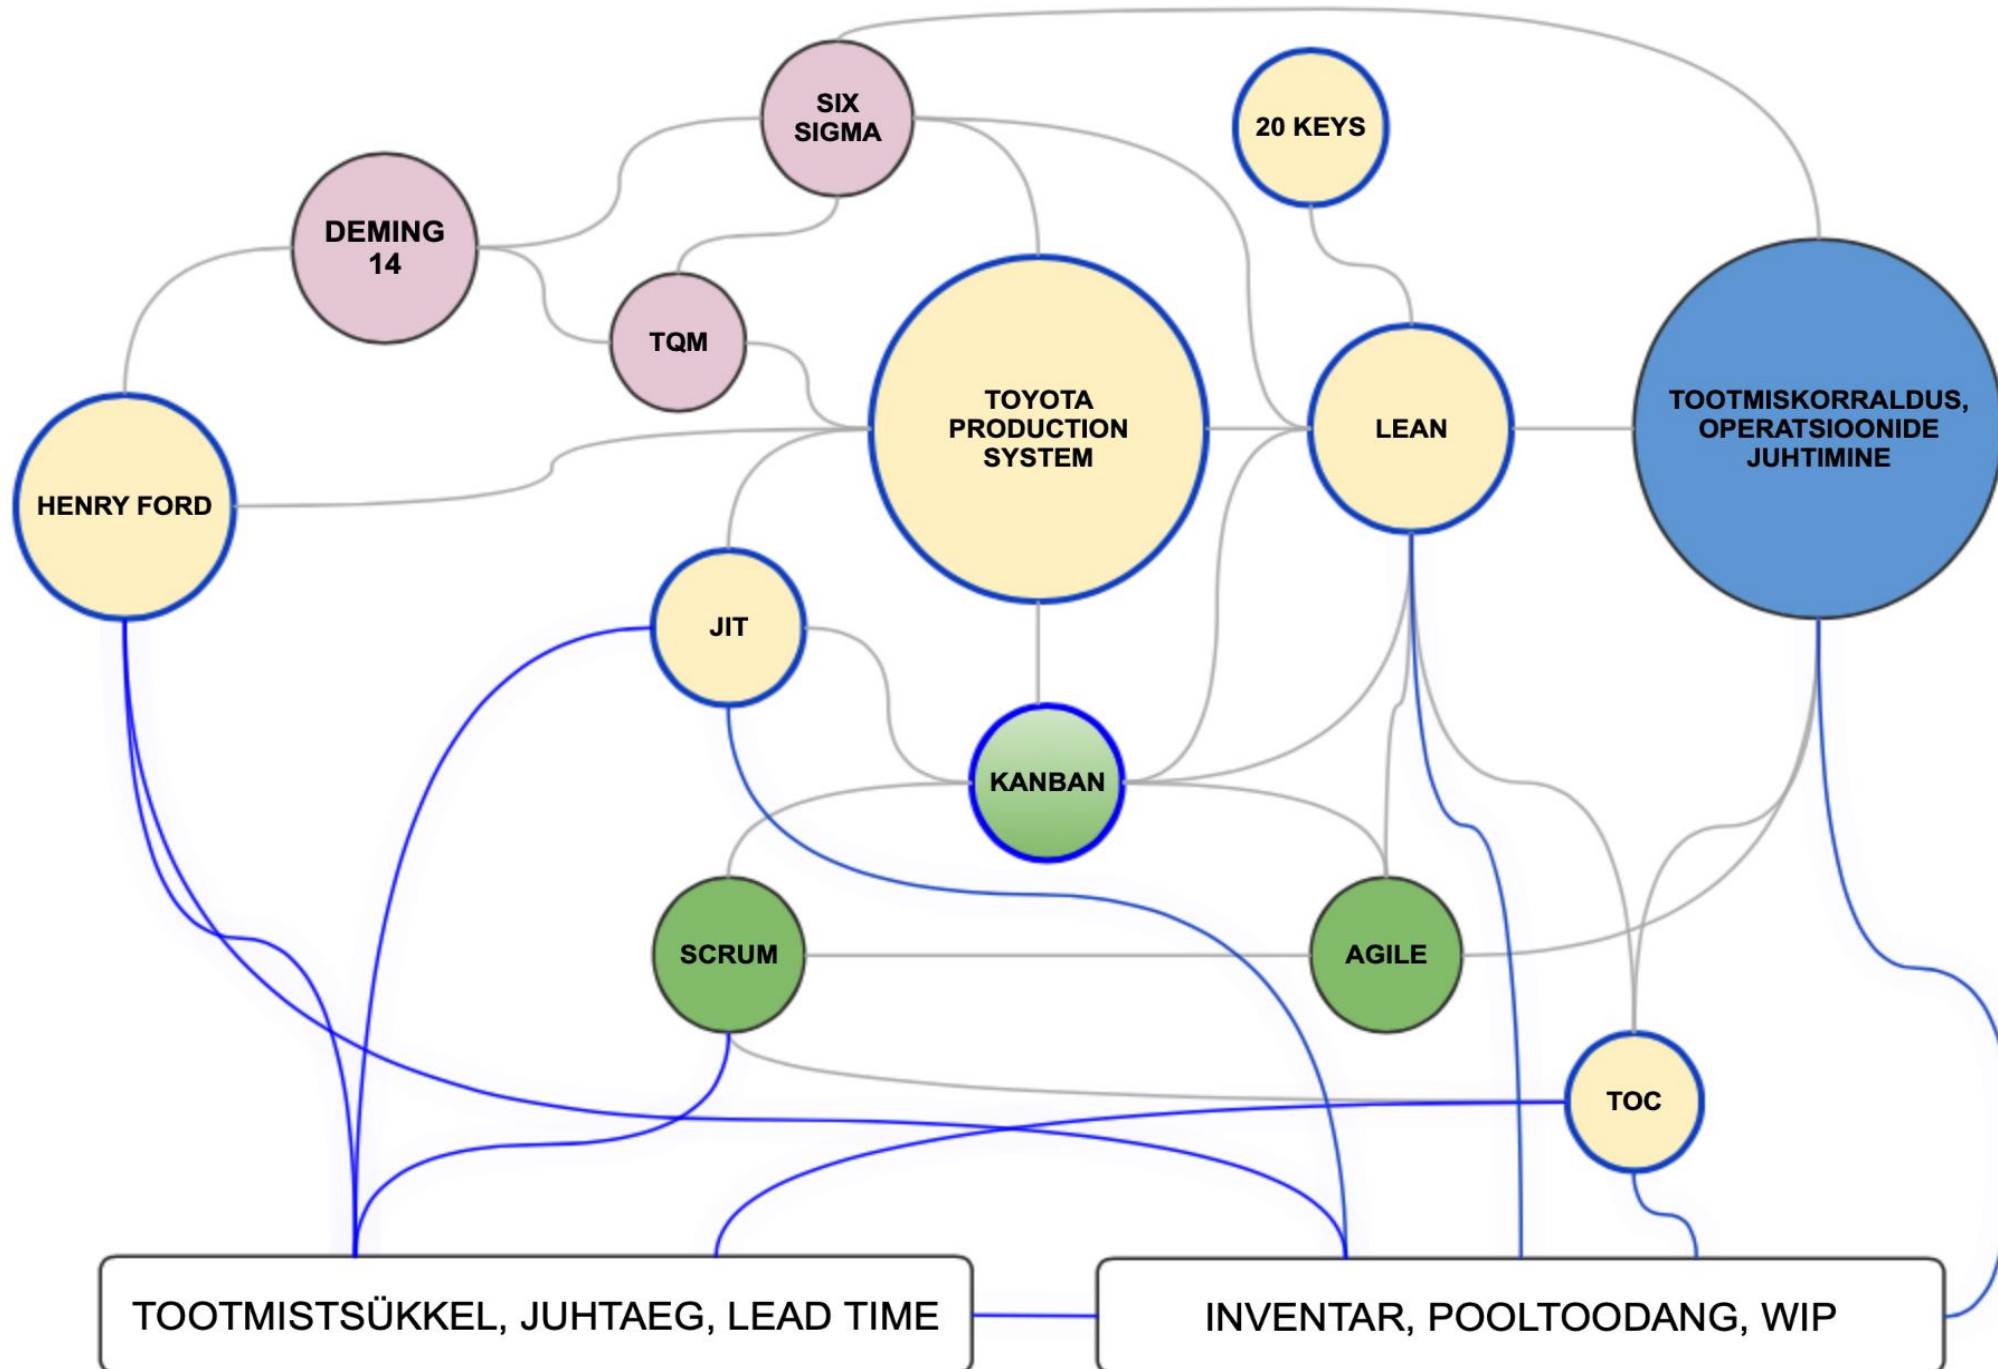 SIX
SIGMA
20 KEYS
DEMING
14
TQM
TOYOTA
PRODUCTION
SYSTEM
LEAN
TOOTMISKORRALDUS,
OPERATSIOONIDE
JUHTIMINE
HENRY FORD
JIT
KANBAN
SCRUM
AGILE
TOC
TOOTMISTSÜKKEL, JUHTAEG, LEAD TIME
INVENTAR, POOLTOODANG, WIP